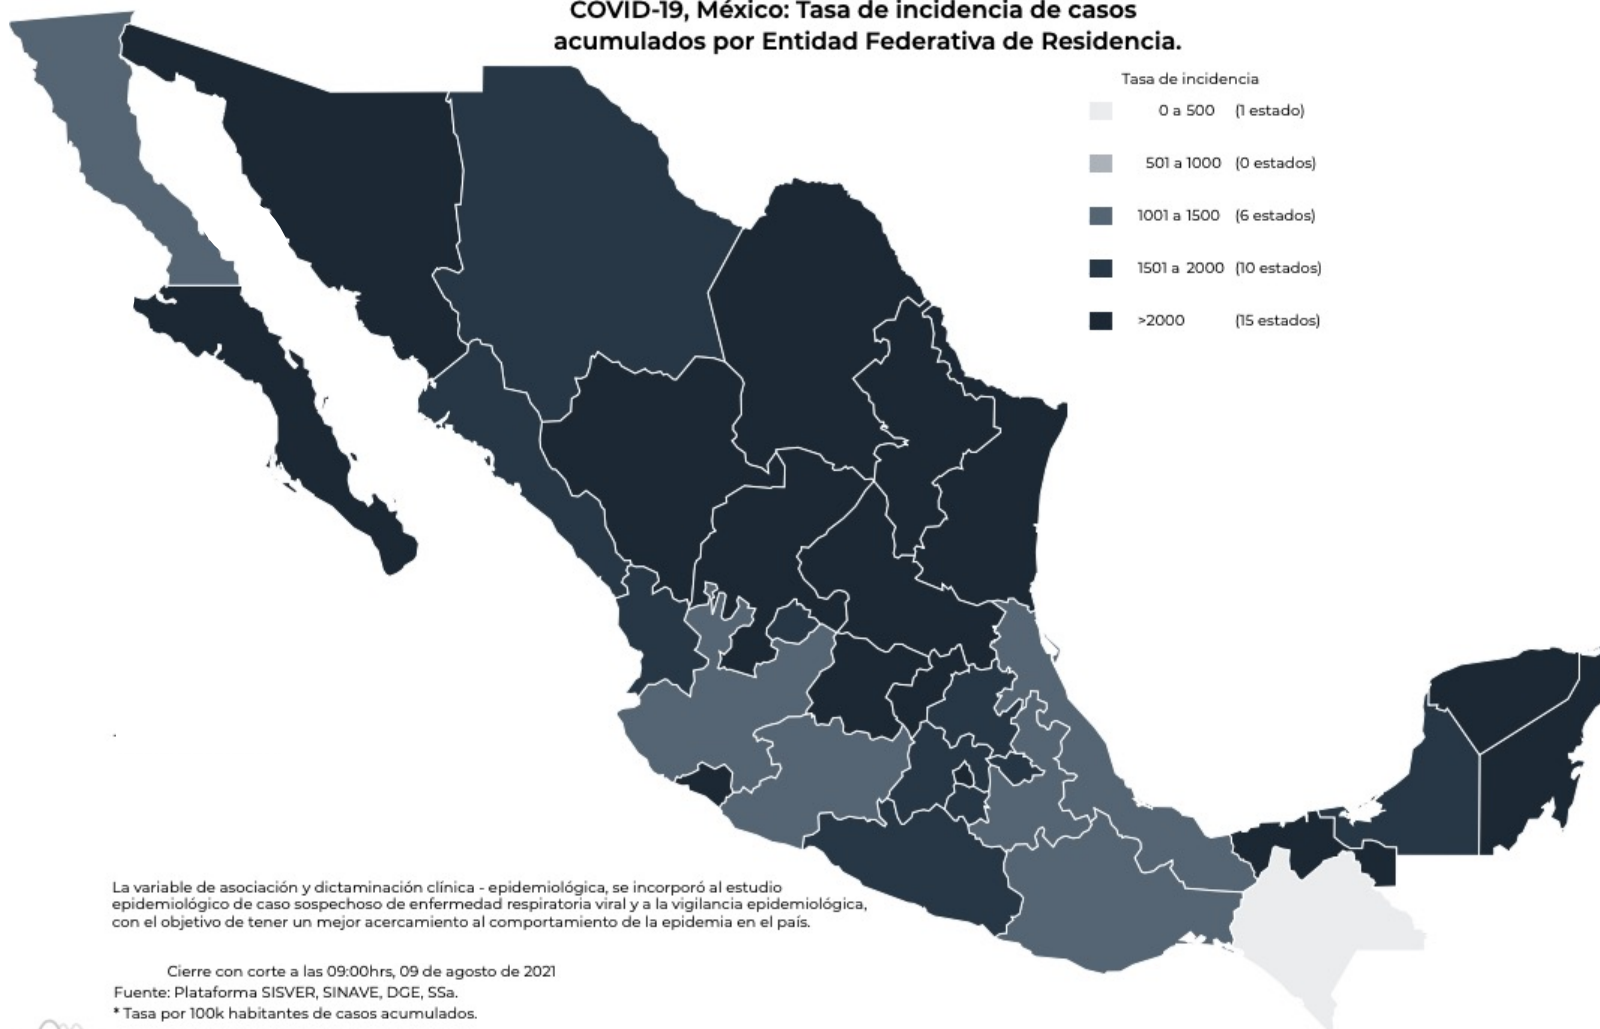 COVID-19, México: Tasa de incidencia de casos
acumulados por Entidad Federativa de Residencia.
Tasa de incidencia
0 a 500 (1 estado)
501 a 1000 (0 estados)
1001 a 1500 (6 estados)
1501 a 2000 (10 estados)
>2000 (15 estados)
La variable de asociación y dictaminación clínica - epidemiológica, se incorporó al estudio
epidemiológico de caso sospechoso de enfermedad respiratoria viral y a la vigilancia epidemiológica,
con el objetivo de tener un mejor acercamiento al comportamiento de la epidemia en el país.
Cierre con corte a las 09:00hrs, 09 de agosto de 2021
Fuente: Plataforma SISVER, SINAVE, DGE, SSa.
* Tasa por 100k habitantes de casos acumulados.